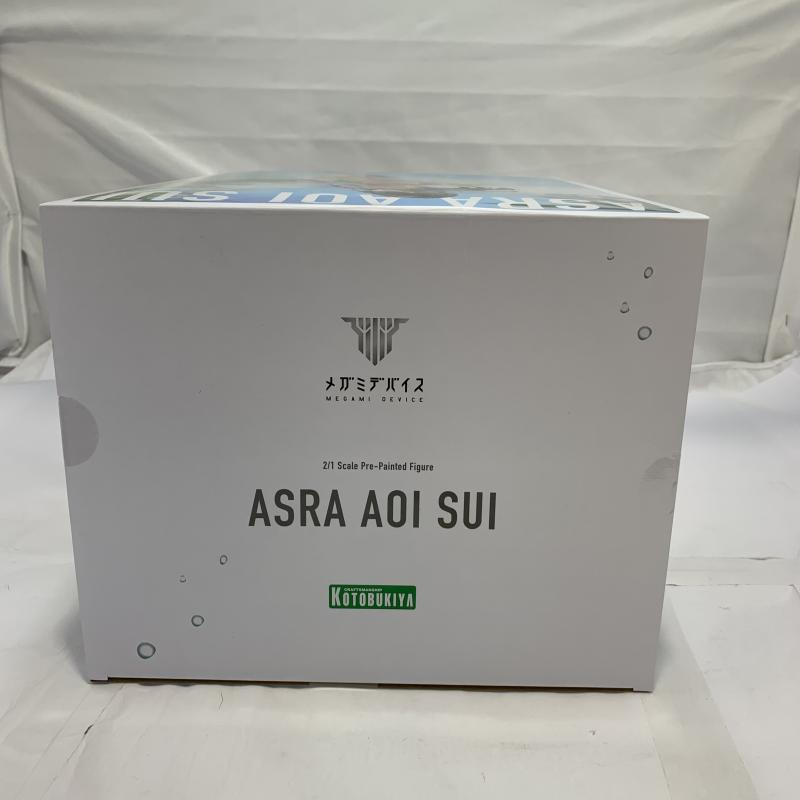 ASRA AOI SUI
メガミデバイス
MEGAMI DEVICE
2/1 Scale Pre-Painted Figure
ASRA AOI SUI
CRAFTSMANSHIP
KOTOBUKIYA